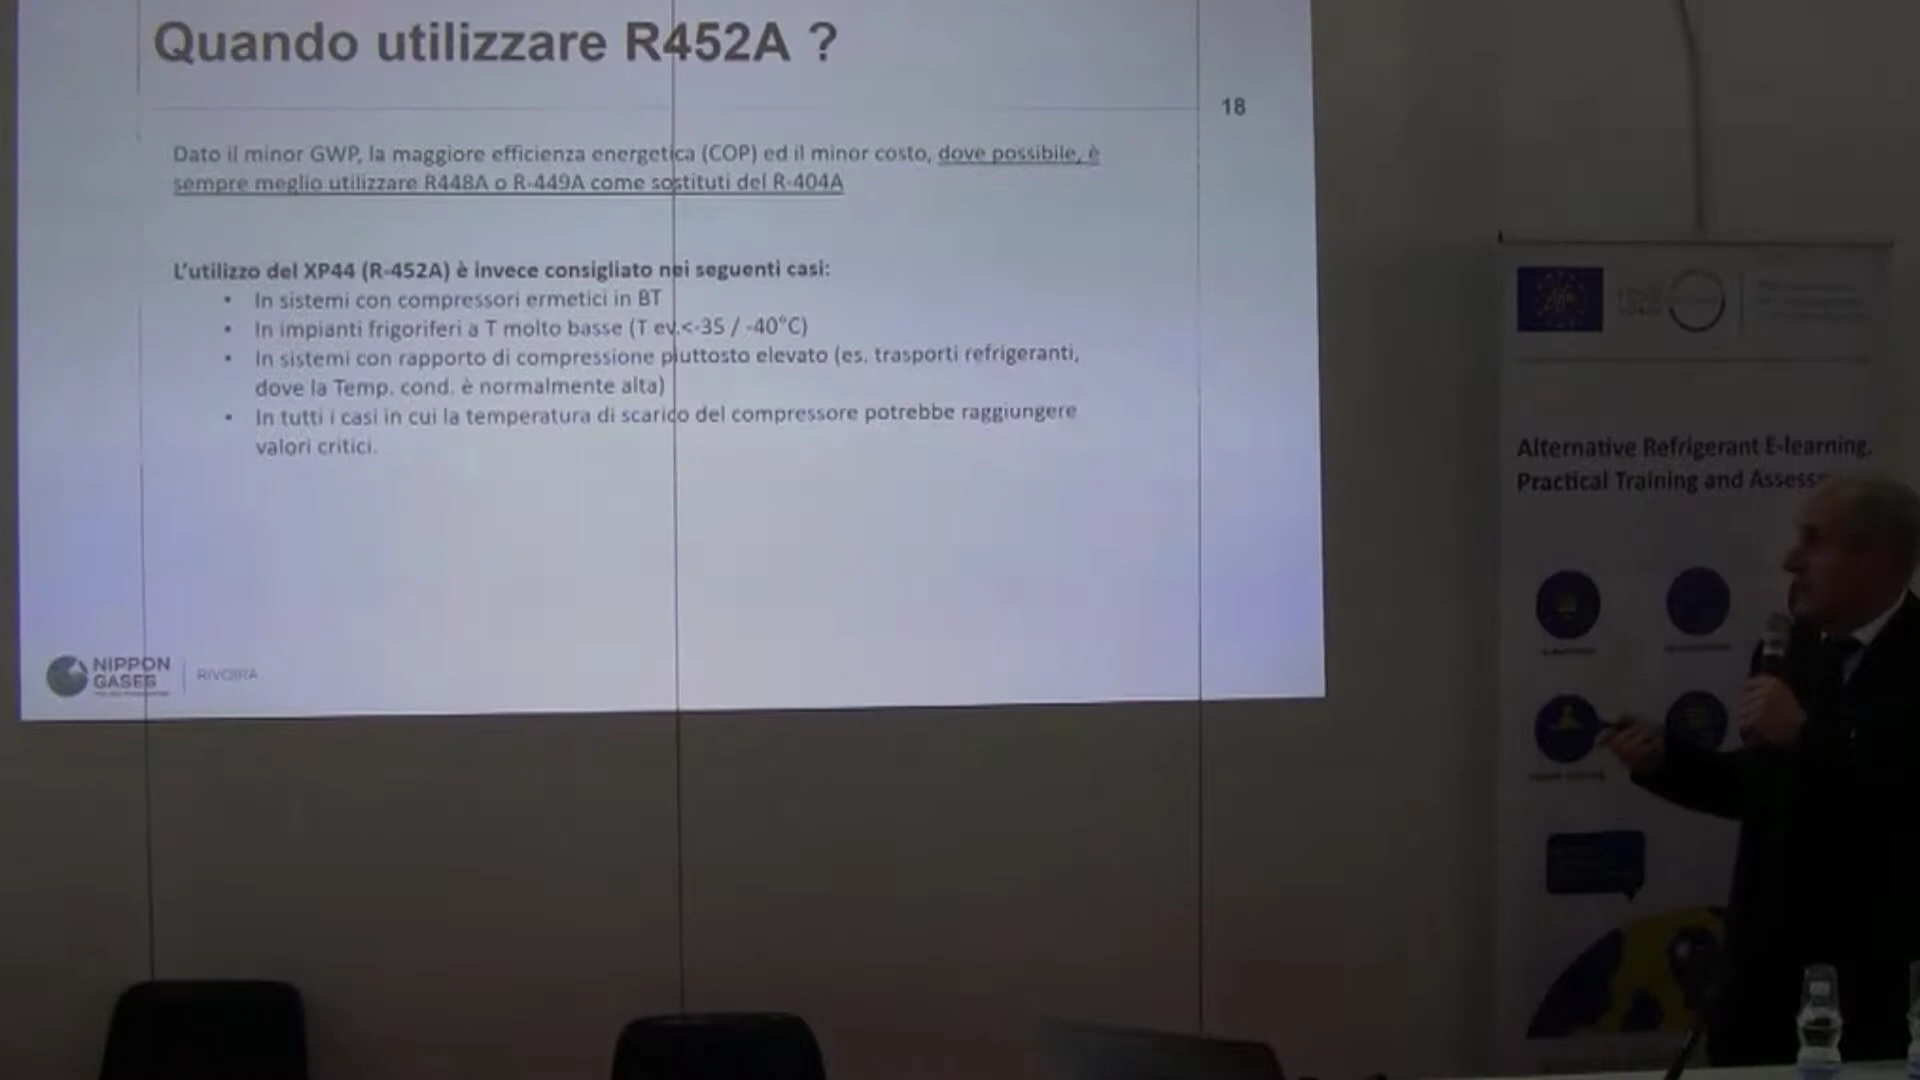 Quando utilizzare R452A ?
18
Dato il minor GWP, la maggiore efficienza energetica (COP) ed il minor costo, dove possibile, è
sempre meglio utilizzare R448A o R-449A come sostituti del R-404A
L'utilizzo del XP44 (R-452A) è invece consigliato nei seguenti casi:
• In sistemi con compressori ermetici in BT
• In impianti frigoriferi a T molto basse (T ev.<-35 / -40°C)
• In sistemi con rapporto di compressione piuttosto elevato (es. trasporti refrigeranti,
dove la Temp. cond. è normalmente alta)
• In tutti i casi in cui la temperatura di scarico del compressore potrebbe raggiungere
valori critici.
NIPPON
GASES
RIVOIRA
Alternative Refrigerant E-learning,
Practical Training and